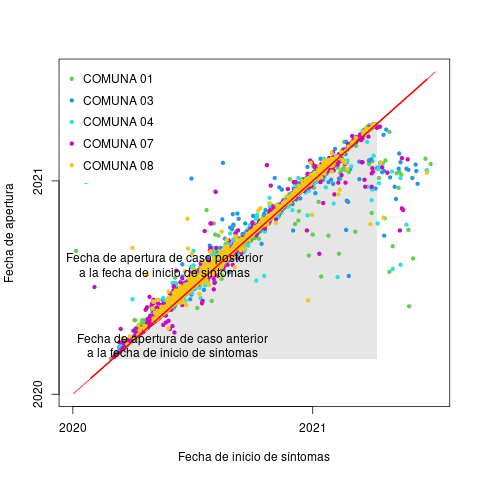 COMUNA 01
COMUNA 03
COMUNA 04
COMUNA 07
COMUNA 08
2021
Fecha de apertura
Fecha de apertura de caso posterior
a la fecha de inicio de síntomas
Fecha de apertura de caso anterior
a la fecha de inicio de sintomas
2020
2020
2021
Fecha de inicio de síntomas